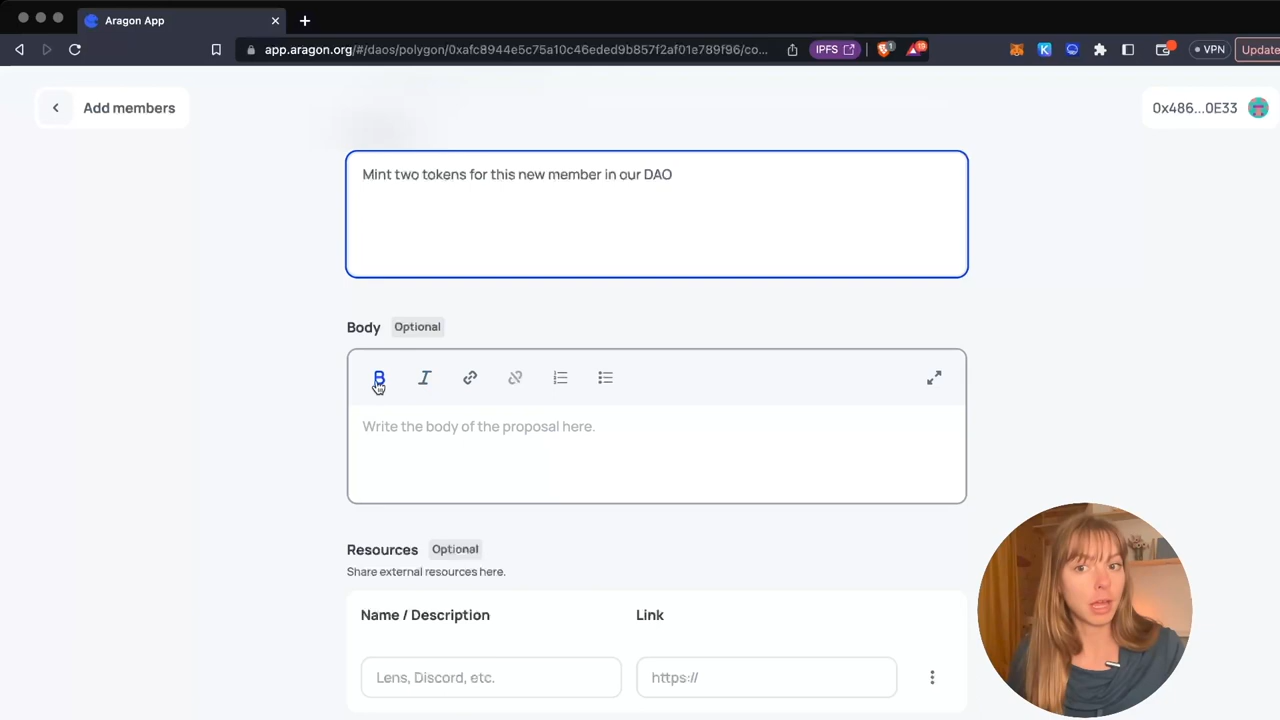 Aragon App
app.aragon.org/#/daos/polygon/0xafc8944e5c75a10c46eded9b857f2af01e789f96/co...
IPFS
1
15
VPN
Update
Add members
0x486...0E33
Mint two tokens for this new member in our DAO
Body Optional
B I
Write the body of the proposal here.
Resources Optional
Share external resources here.
Name / Description Link
Lens, Discord, etc. https://